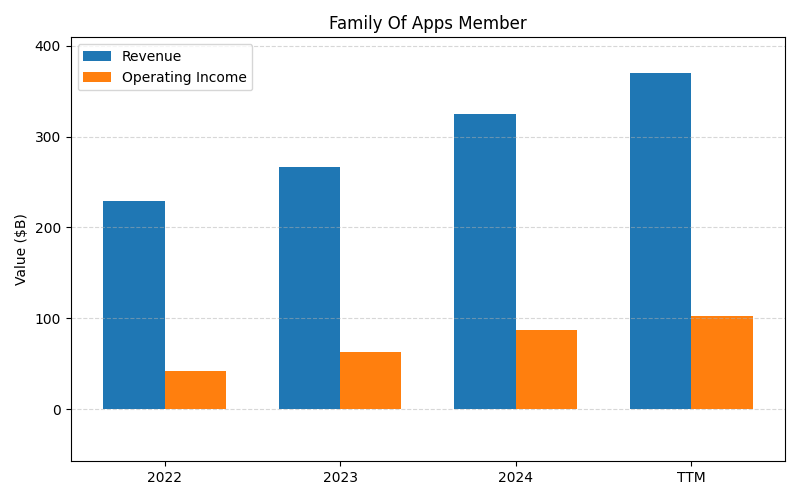 Family Of Apps Member
Revenue
Operating Income
Value ($B)
400
300
200
100
0
2022 2023 2024 TTM